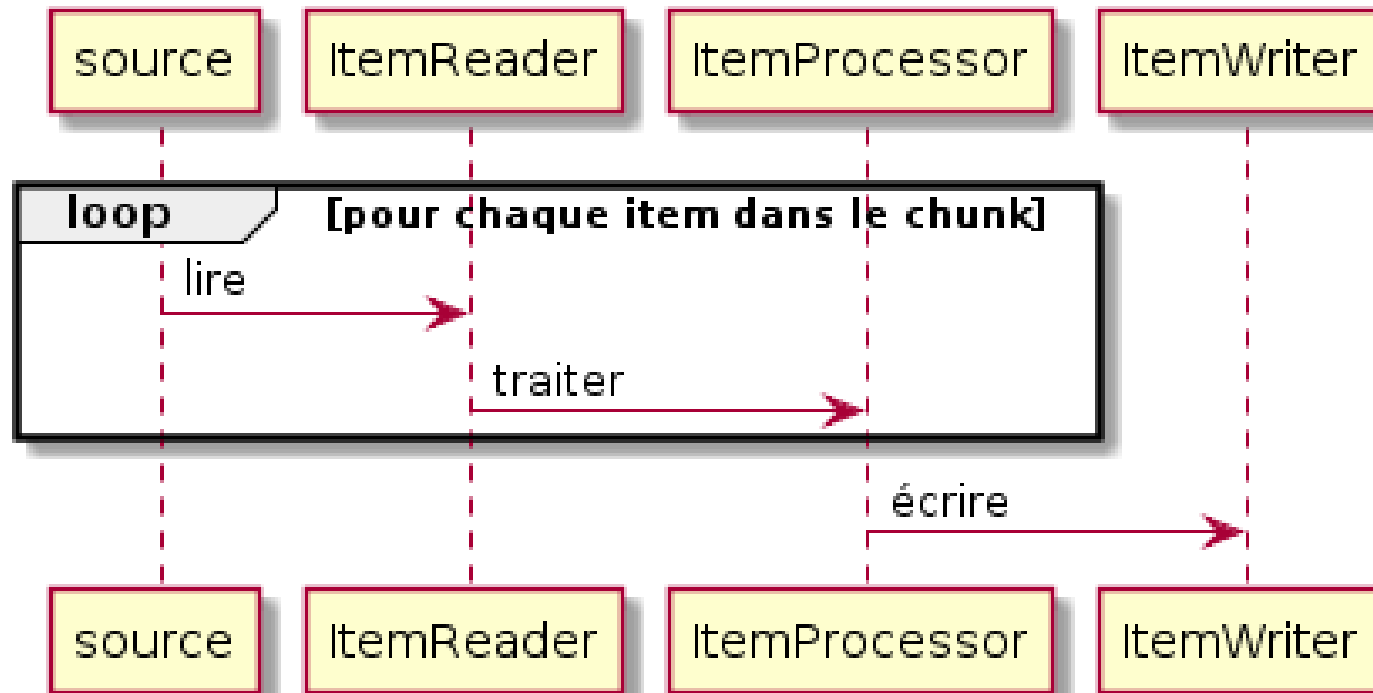 source ItemReader ItemProcessor ItemWriter
loop [pour chaque item dans le chunk]
lire
traiter
écrire
source ItemReader ItemProcessor ItemWriter